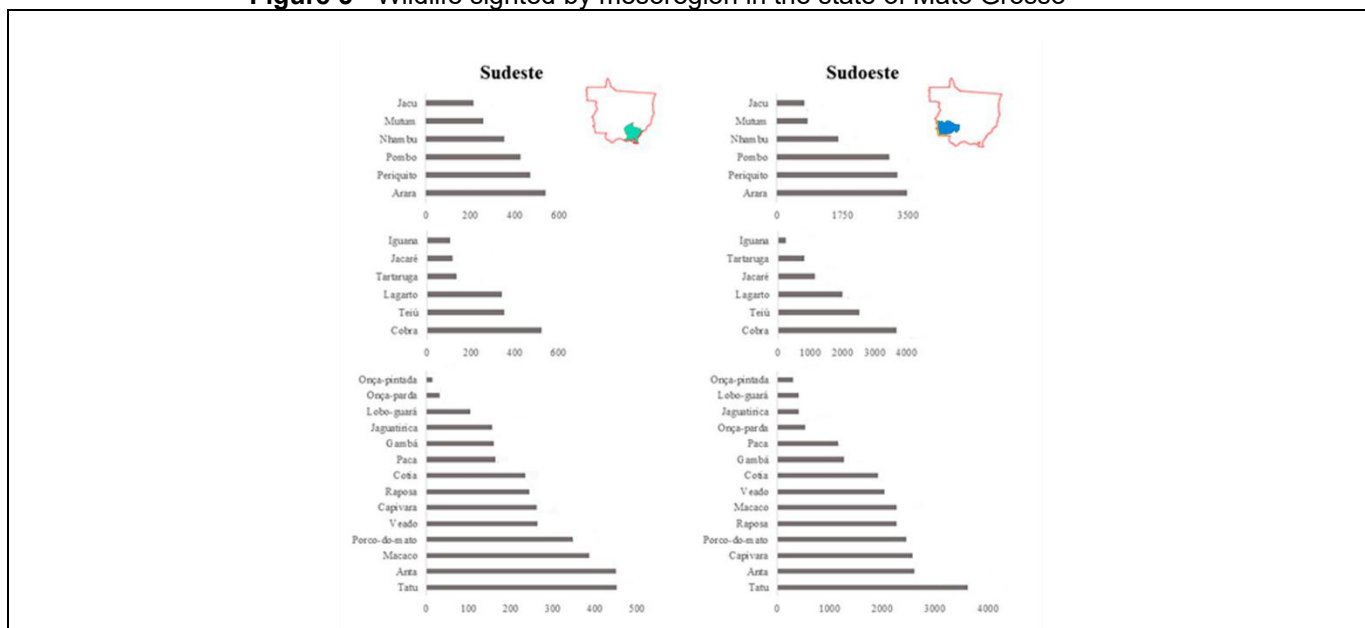 Figure 3 - Wildlife sighted by mesoregion in the state of Mato Grosso
Sudeste
Jacu
Mutum
Nhambu
Pombo
Periquito
Arara
0 200 400 600
Iguana
Jacaré
Tartaruga
Lagarto
Teiú
Cobra
0 200 400 600
Onça-pintada
Onça-parda
Lobo-guará
Jaguatirica
Gambá
Paca
Cotia
Raposa
Capivara
Veado
Porco-do-mato
Macaco
Anta
Tatu
0 100 200 300 400 500
Sudoeste
Jacu
Mutum
Nhambu
Pombo
Periquito
Arara
0 1750 3500
Iguana
Tartaruga
Jacaré
Lagarto
Teiú
Cobra
0 1000 2000 3000 4000
Onça-pintada
Lobo-guará
Jaguatirica
Onça-parda
Paca
Gambá
Cotia
Veado
Macaco
Raposa
Porco-do-mato
Capivara
Anta
Tatu
0 1000 2000 3000 4000